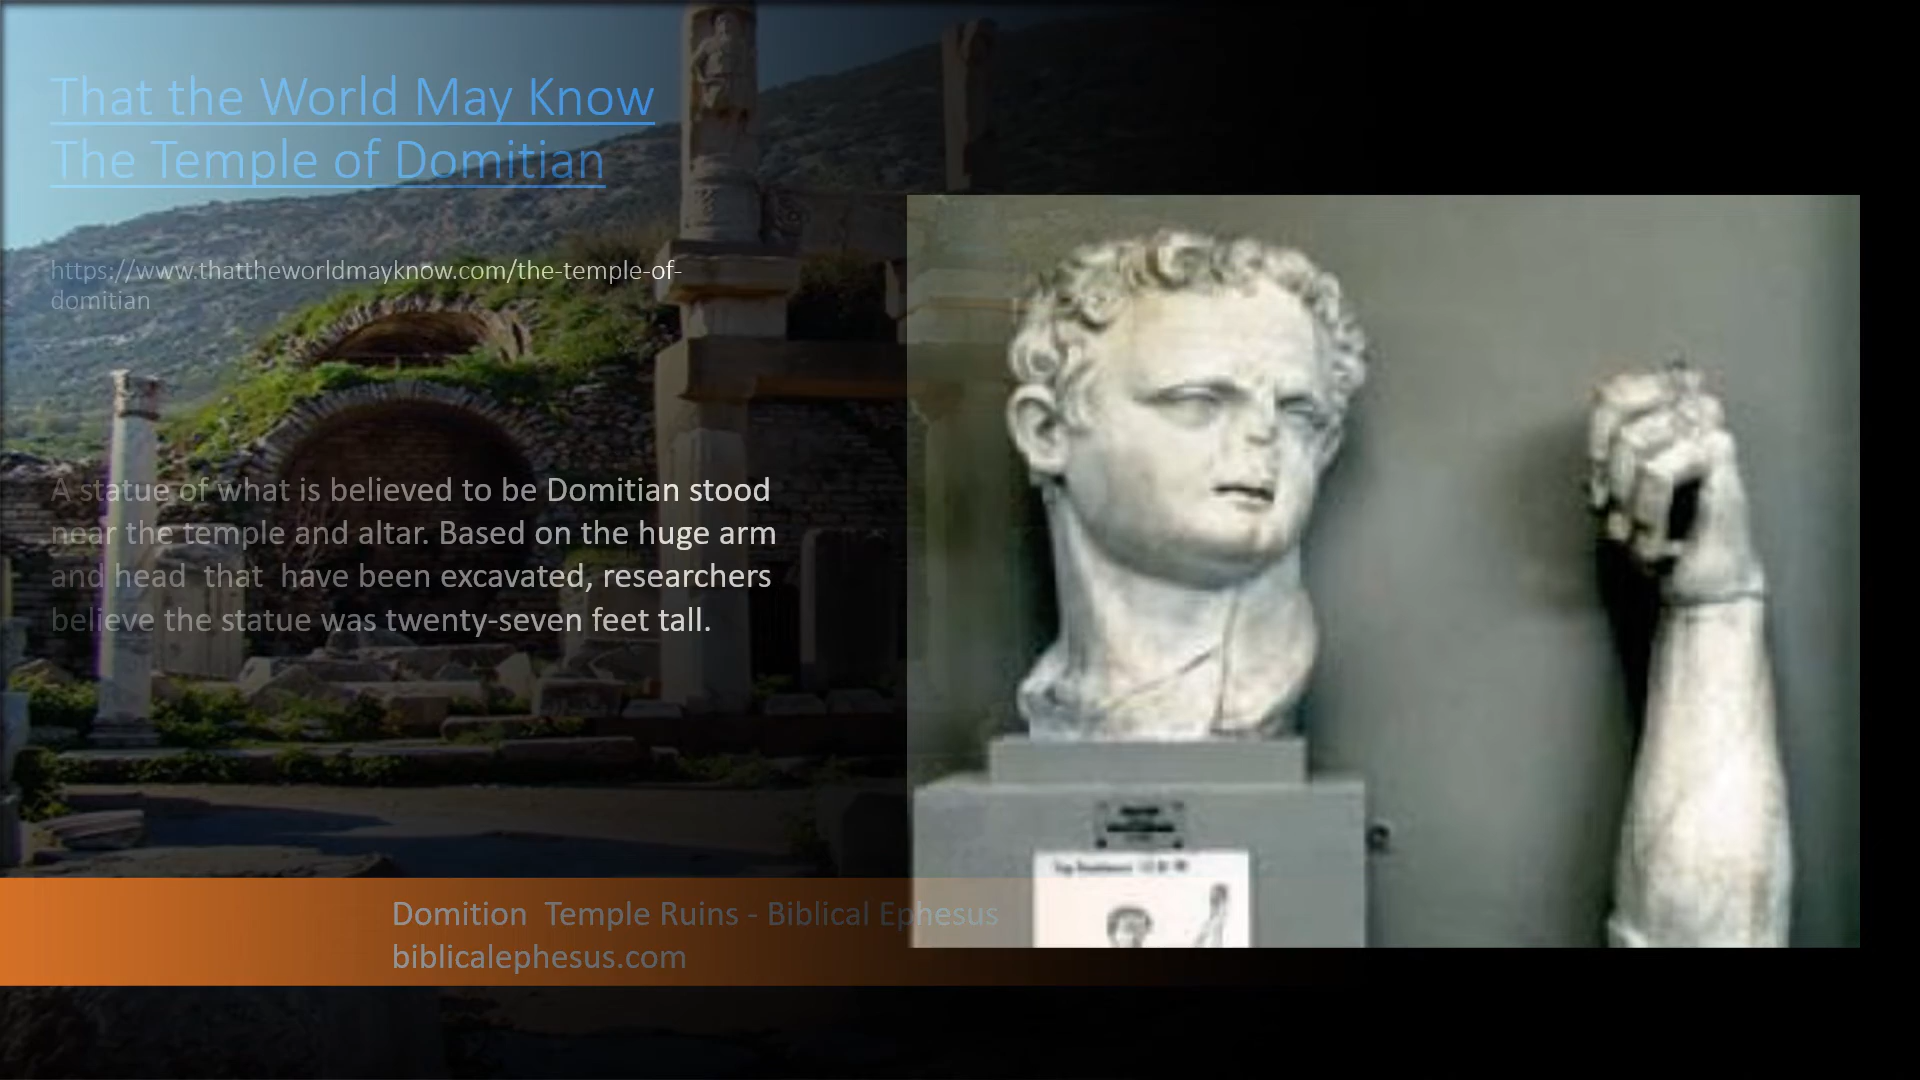 That the World May Know
The Temple of Domitian
https://www.thattheworldmayknow.com/the-temple-of-
domitian
A statue of what is believed to be Domitian stood
near the temple and altar. Based on the huge arm
and head  that  have been excavated, researchers
believe the statue was twenty-seven feet tall.
Domition  Temple Ruins - Biblical Ephesus
biblicalephesus.com